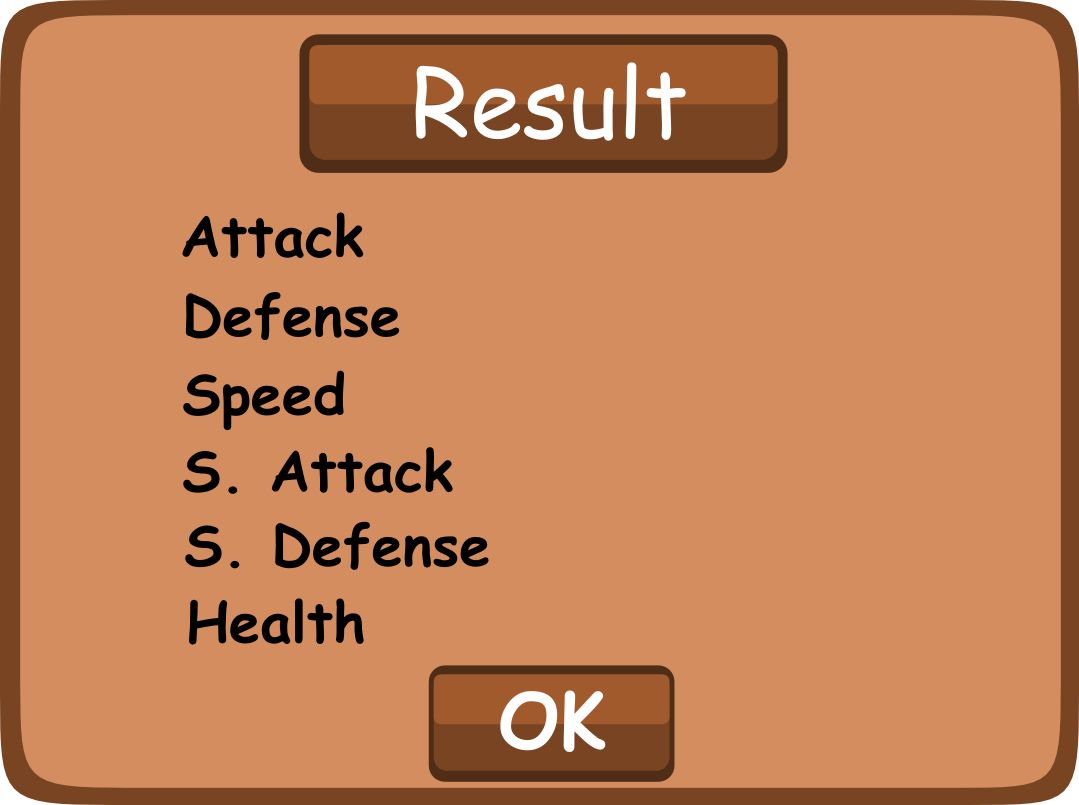 Result
Attack
Defense
Speed
S. Attack
S. Defense
Health
OK